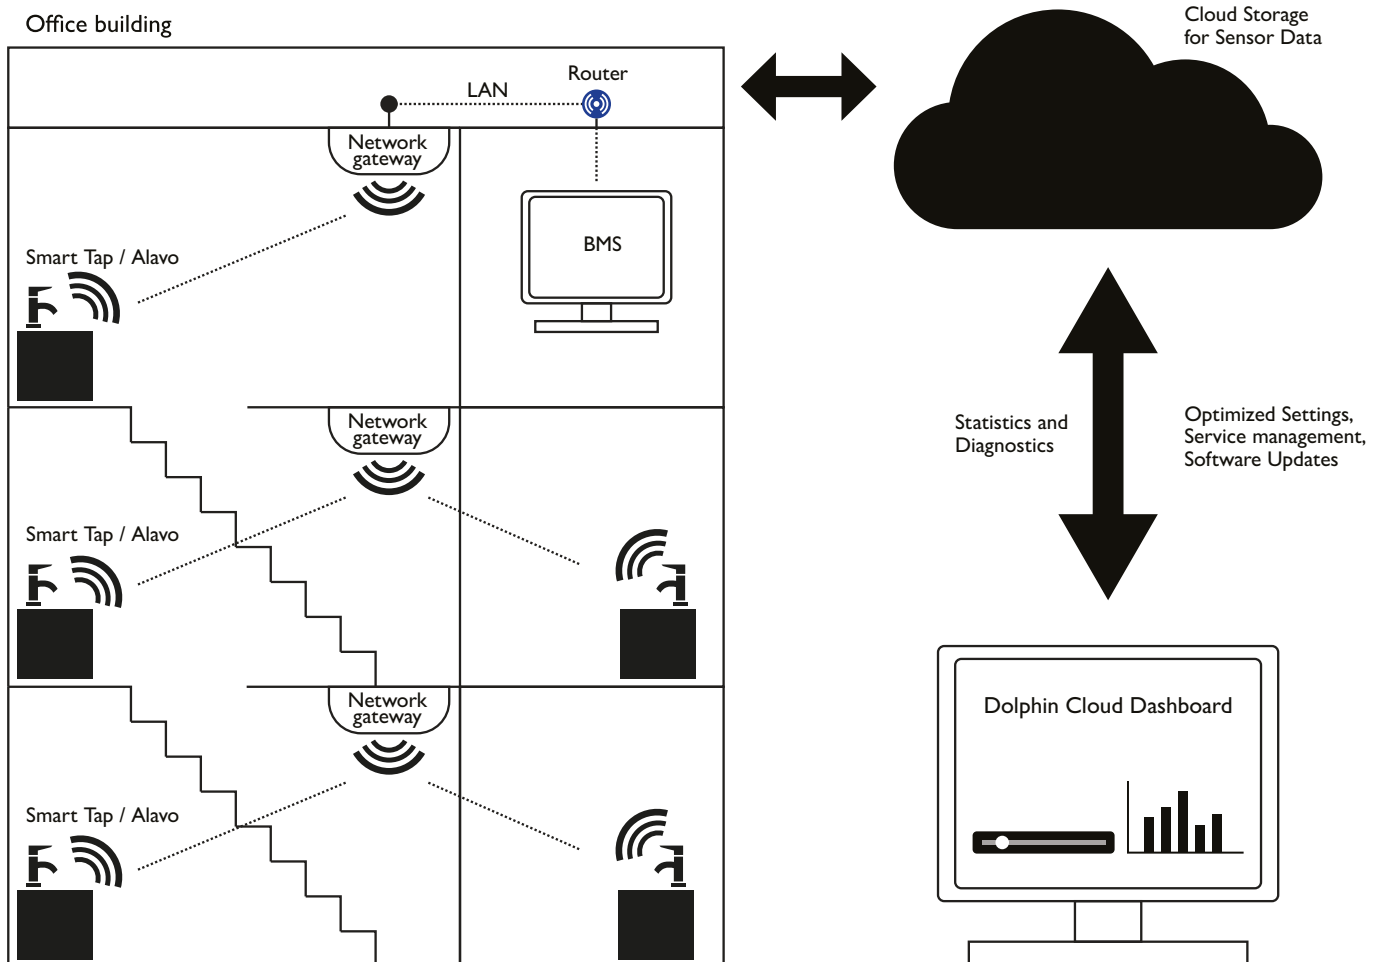 Office building
Cloud Storage
for Sensor Data
Router
LAN
Network
gateway
BMS
Smart Tap / Alavo
Network
gateway
Statistics and
Diagnostics
Optimized Settings,
Service management,
Software Updates
Smart Tap / Alavo
Network
gateway
Dolphin Cloud Dashboard
Smart Tap / Alavo